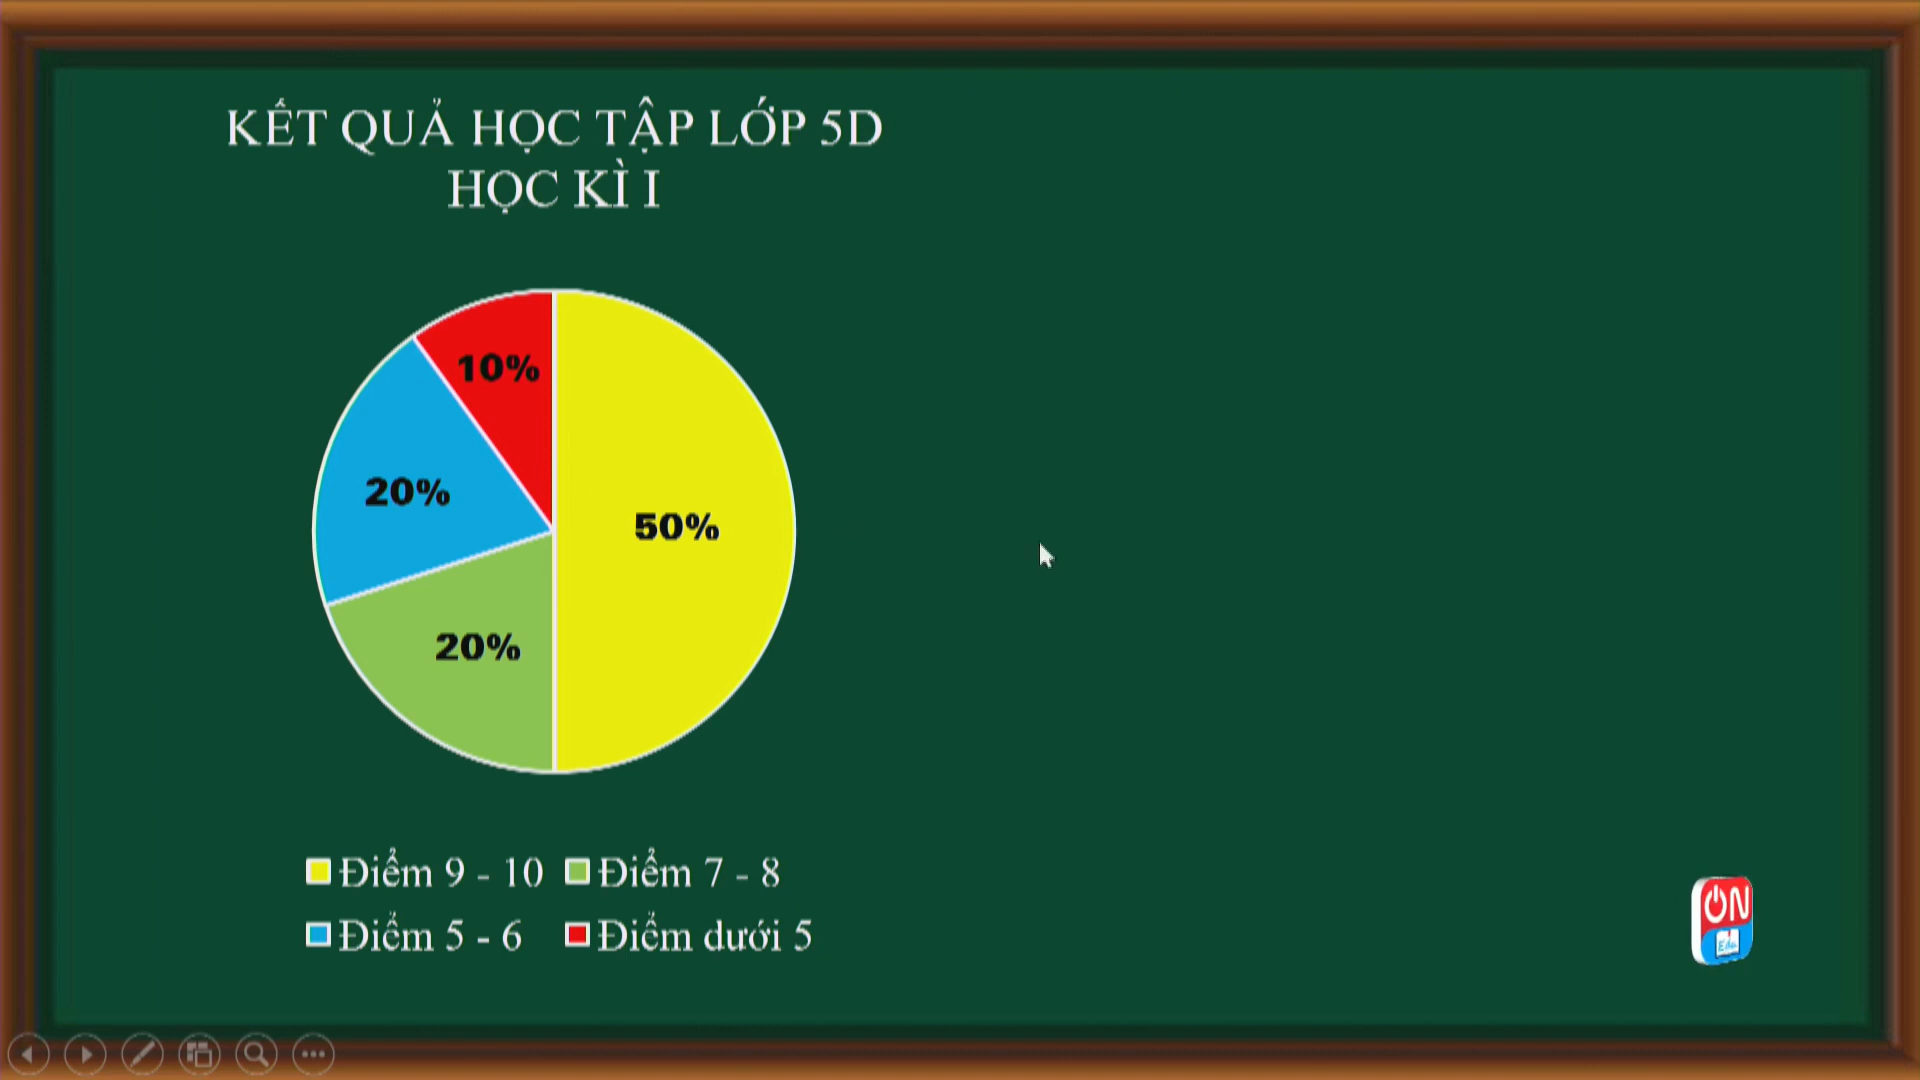 KẾT QUẢ HỌC TẬP LỚP 5D
HỌC KÌ I
10%
20%
50%
20%
Điểm 9 - 10 Điểm 7 - 8
Điểm 5 - 6 Điểm dưới 5
ON
Edu